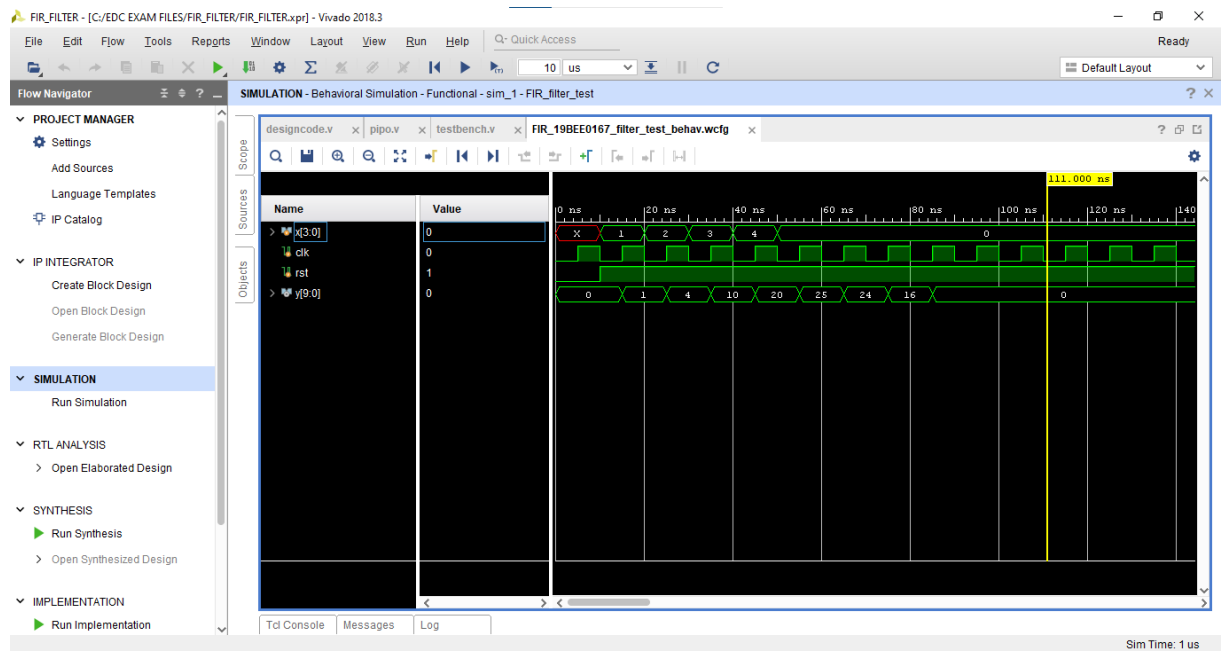 FIR_FILTER - [C:/EDC EXAM FILES/FIR_FILTER/FIR_FILTER.xpr] - Vivado 2018.3
File Edit Flow Tools Reports Window Layout View Run Help Q- Quick Access Ready
10 us Default Layout
Flow Navigator
SIMULATION - Behavioral Simulation - Functional - sim_1 - FIR_filter_test
PROJECT MANAGER
Settings
Add Sources
Language Templates
IP Catalog
IP INTEGRATOR
Create Block Design
Open Block Design
Generate Block Design
SIMULATION
Run Simulation
RTL ANALYSIS
Open Elaborated Design
SYNTHESIS
Run Synthesis
Open Synthesized Design
IMPLEMENTATION
Run Implementation
Scope
Sources
Objects
designcode.v pipo.v testbench.v FIR_19BEE0167_filter_test_behav.wcfg
111.000 ns
Name Value 0 ns 20 ns 40 ns 60 ns 80 ns 100 ns 120 ns 140
x[3:0] 0 X 1 2 3 4 0
clk 0
rst 1
y[9:0] 0 0 1 4 10 20 25 24 16 0
Tcl Console Messages Log
Sim Time: 1 us